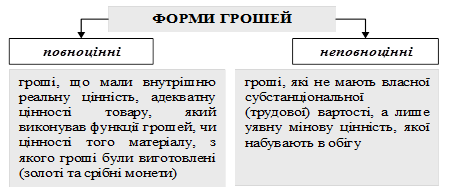 ФОРМИ ГРОШЕЙ
повноцінні
гроші, що мали внутрішню
реальну цінність, адекватну
цінності товару, який
виконував функції грошей, чи
цінності того матеріалу, з
якого гроші були виготовлені
(золоті та срібні монети)
неповноцінні
гроші, які не мають власної
субстанціональної
(трудової) вартості, а лише
уявну мінову цінність, якої
набувають в обігу